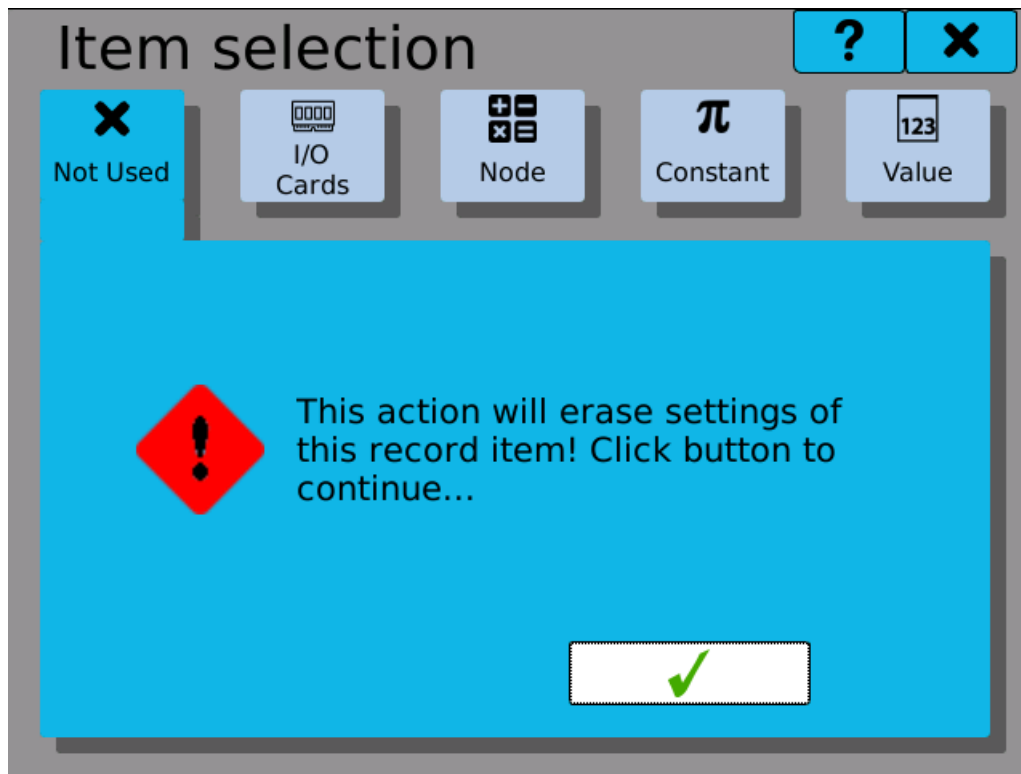 Item selection
?
Not Used
I/O
Cards
Node
π
Constant
123
Value
This action will erase settings of
this record item! Click button to
continue...